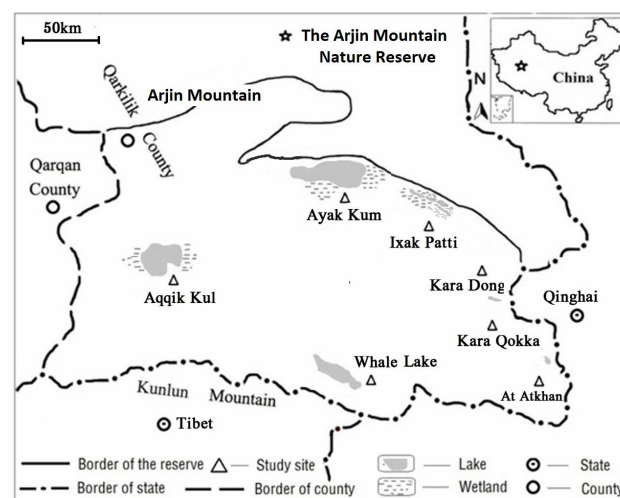 50km
The Arjin Mountain
Nature Reserve
N
China
Arjin Mountain
Qarkilik
County
Qarqan
County
Ayak Kum
Ixak Patti
Aqqik Kul
Kara Dong
Qinghai
Kara Qokka
Whale Lake
At Atkhan
Kunlun Mountain
Tibet
Border of the reserve
Study site
Lake
State
Border of state
Border of county
Wetland
County